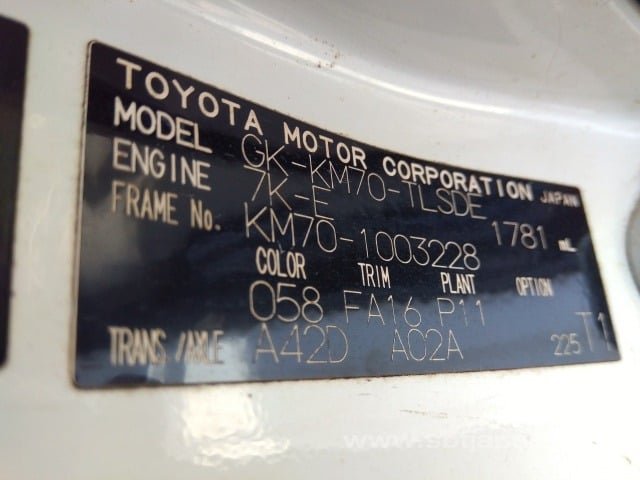 TOYOTA MOTOR CORPORATION JAPAN
MODEL GK-KM70-TLSDE
ENGINE 7K-E 1781 mL
FRAME No. KM70-1003228
COLOR TRIM PLANT OPTION
058 FA16 P11
TRANS./AXLE A42D A02A 225 T1